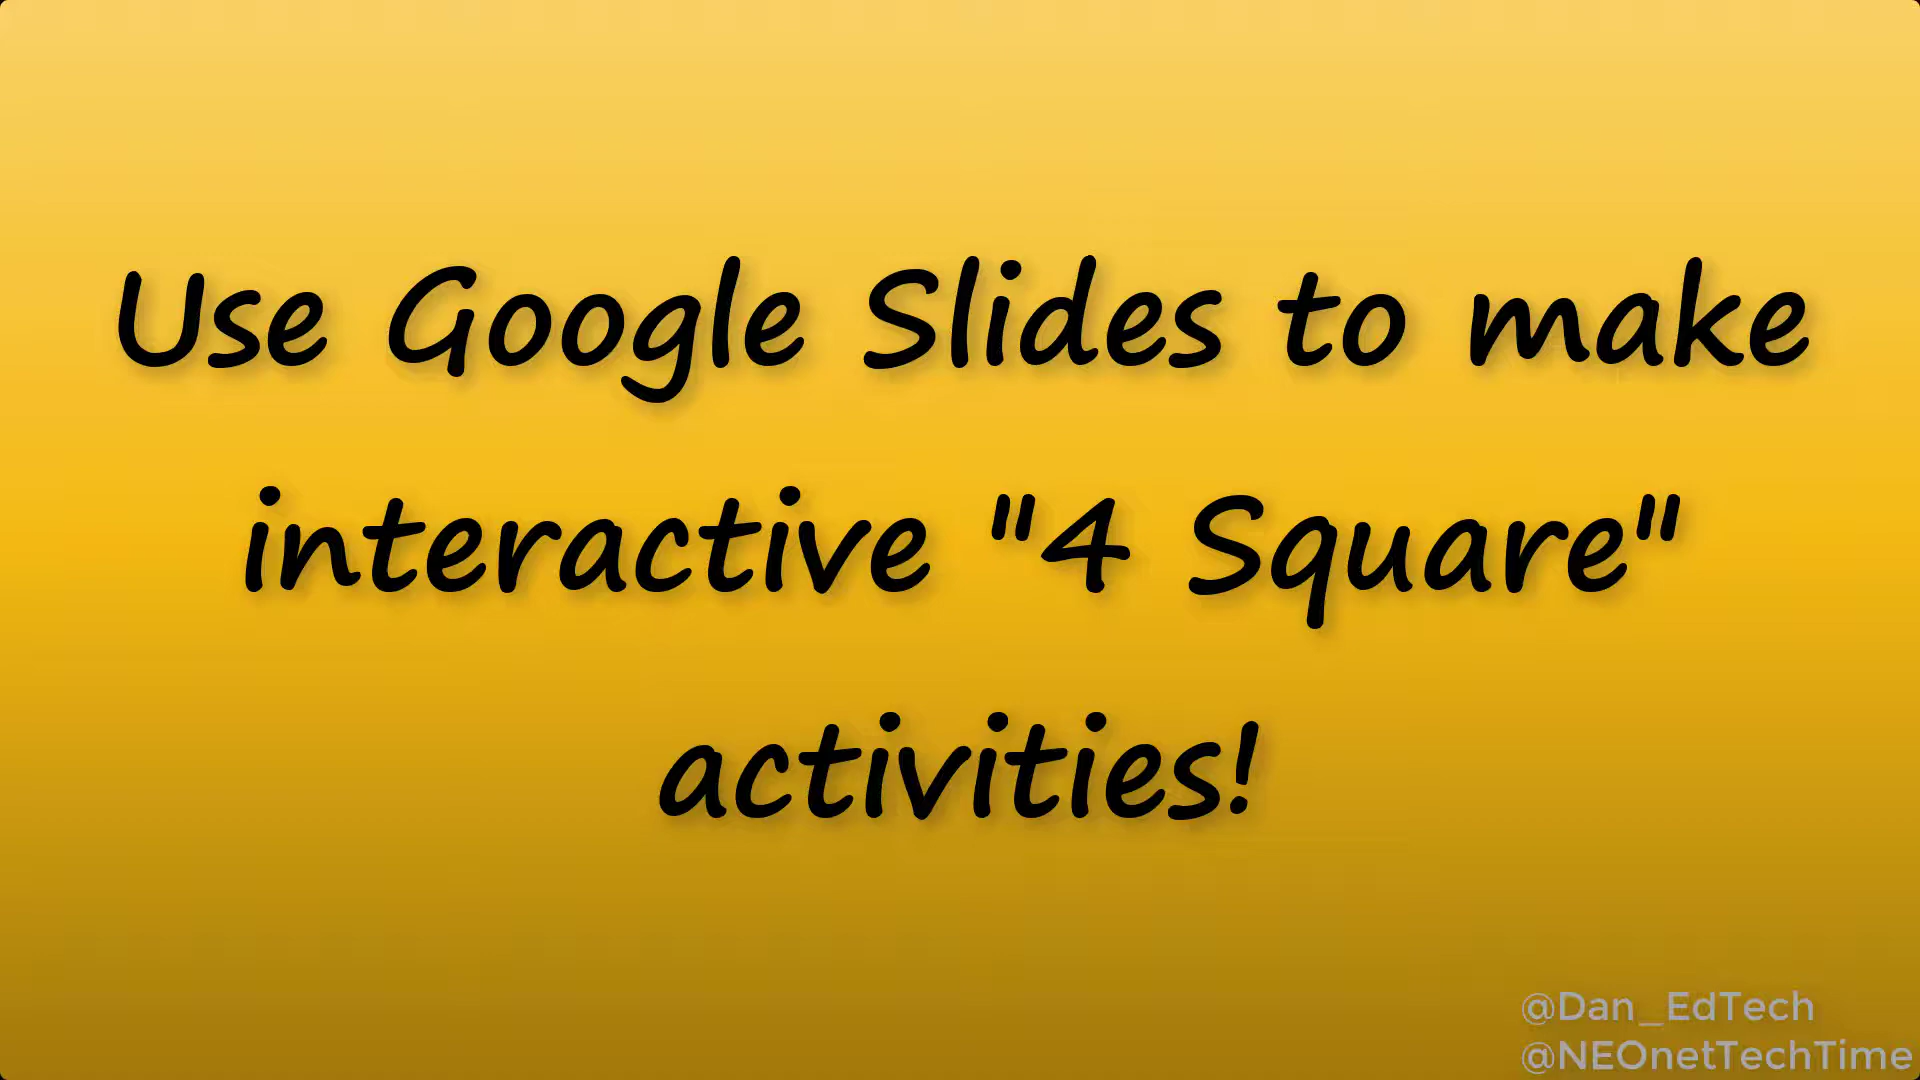 Use Google Slides to make
interactive "4 Square"
activities!
@Dan_EdTech
@NEOnetTechTime